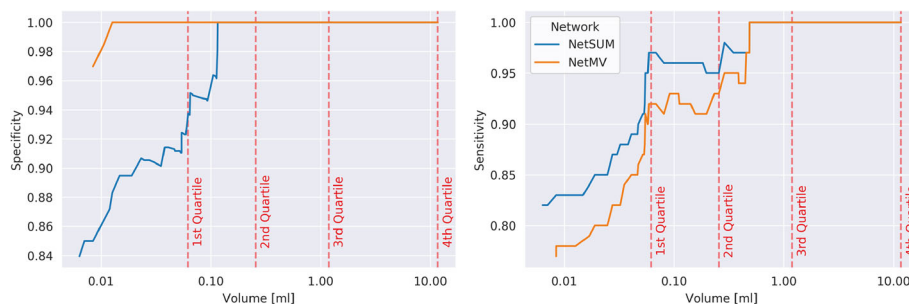 1.00
0.98
0.96
0.94
0.92
0.90
0.88
0.86
0.84
Specificity
1st Quartile
2nd Quartile
3rd Quartile
4th Quartile
0.01
0.10
1.00
10.00
Volume [ml]
1.00
0.95
0.90
0.85
0.80
Sensitivity
Network
NetSUM
NetMV
1st Quartile
2nd Quartile
3rd Quartile
4th Quartile
0.01
0.10
1.00
10.00
Volume [ml]